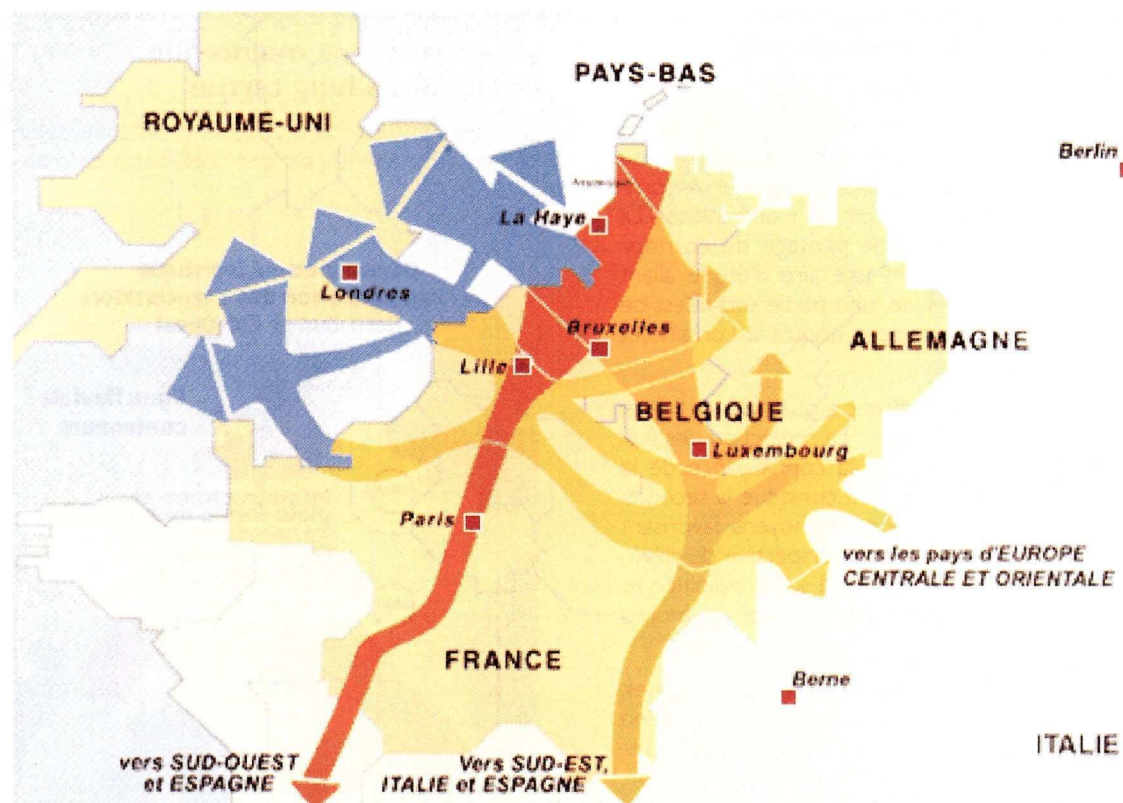 PAYS-BAS
ROYAUME-UNI
Berlin
La Haye
Londres
Bruxelles
Lille
ALLEMAGNE
BELGIQUE
Luxembourg
Paris
vers les pays d'EUROPE
CENTRALE ET ORIENTALE
FRANCE
Berne
ITALIE
vers SUD-OUEST
et ESPAGNE
Vers SUD-EST,
ITALIE et ESPAGNE